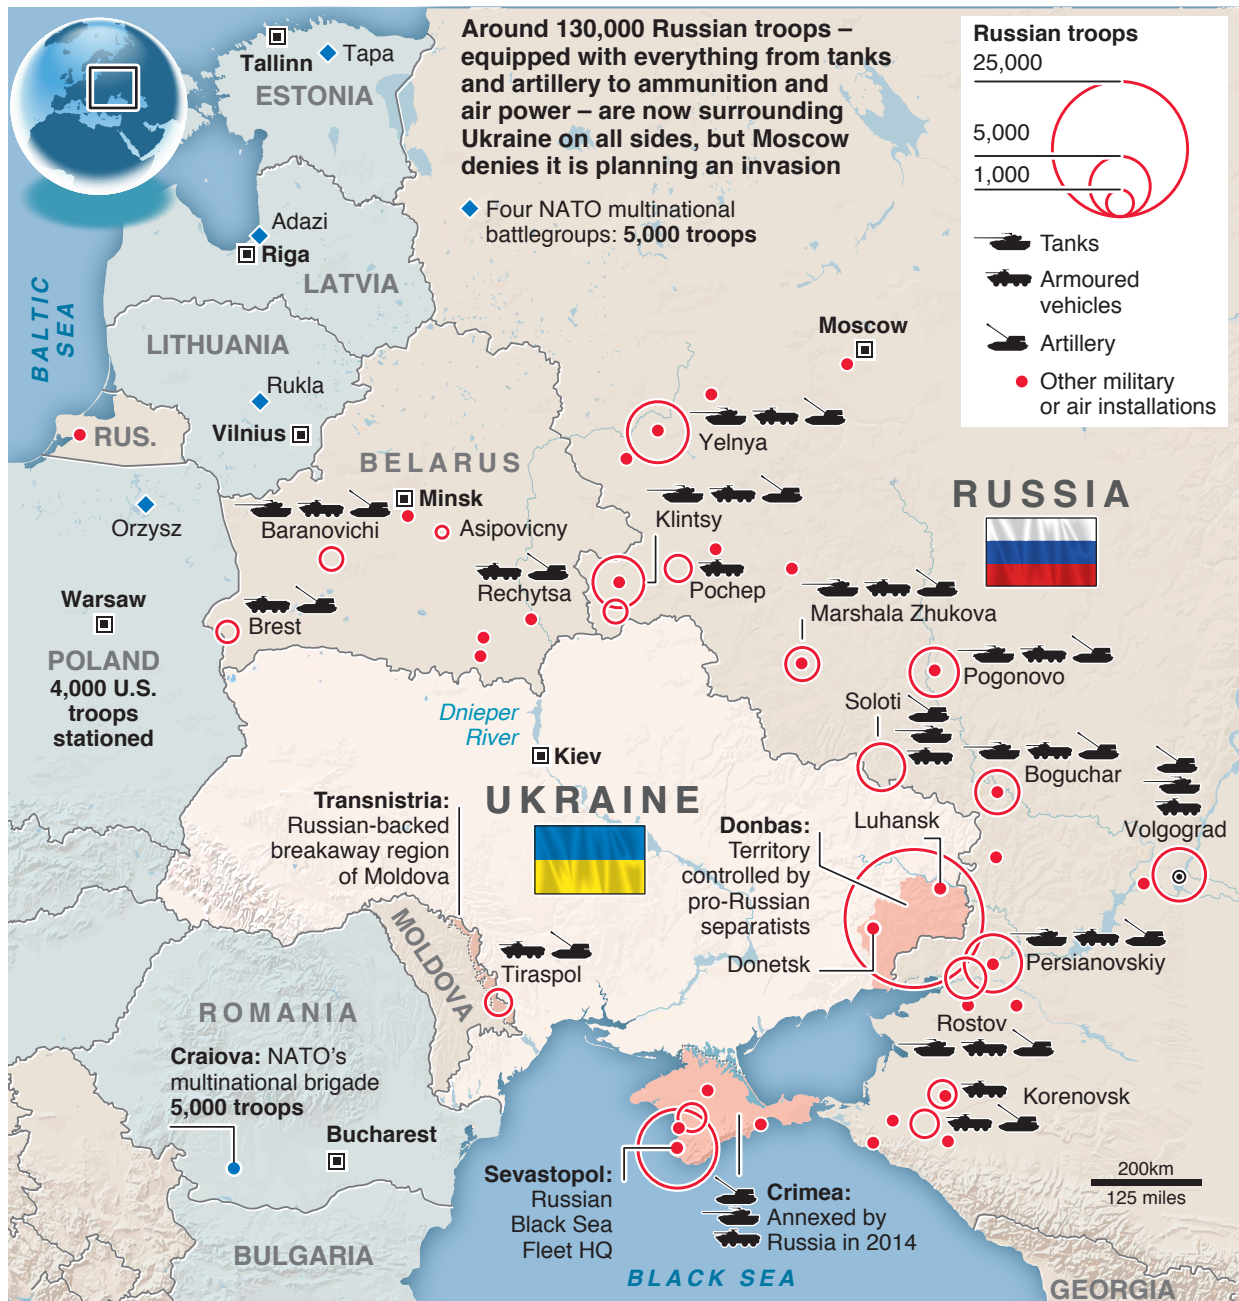 Around 130,000 Russian troops –
equipped with everything from tanks
and artillery to ammunition and
air power – are now surrounding
Ukraine on all sides, but Moscow
denies it is planning an invasion
Four NATO multinational
battlegroups: 5,000 troops
Russian troops
25,000
5,000
1,000
Tanks
Armoured
vehicles
Artillery
Other military
or air installations
Tallinn
Tapa
ESTONIA
Adazi
Riga
LATVIA
BALTIC
SEA
LITHUANIA
Rukla
Vilnius
RUS.
Moscow
Yelnya
BELARUS
Minsk
Baranovichi
Asipovicny
Orzysz
Klintsy
RUSSIA
Rechytsa
Pochep
Marshala Zhukova
Warsaw
Brest
POLAND
4,000 U.S.
troops
stationed
Pogonovo
Soloti
Dnieper
River
Kiev
Boguchar
UKRAINE
Transnistria:
Russian-backed
breakaway region
of Moldova
Donbas:
Territory
controlled by
pro-Russian
separatists
Luhansk
Volgograd
Donetsk
MOLDOVA
Tiraspol
Persianovskiy
ROMANIA
Rostov
Craiova: NATO’s
multinational brigade
5,000 troops
Korenovsk
Bucharest
Sevastopol:
Russian
Black Sea
Fleet HQ
Crimea:
Annexed by
Russia in 2014
200km
125 miles
BULGARIA
BLACK SEA
GEORGIA